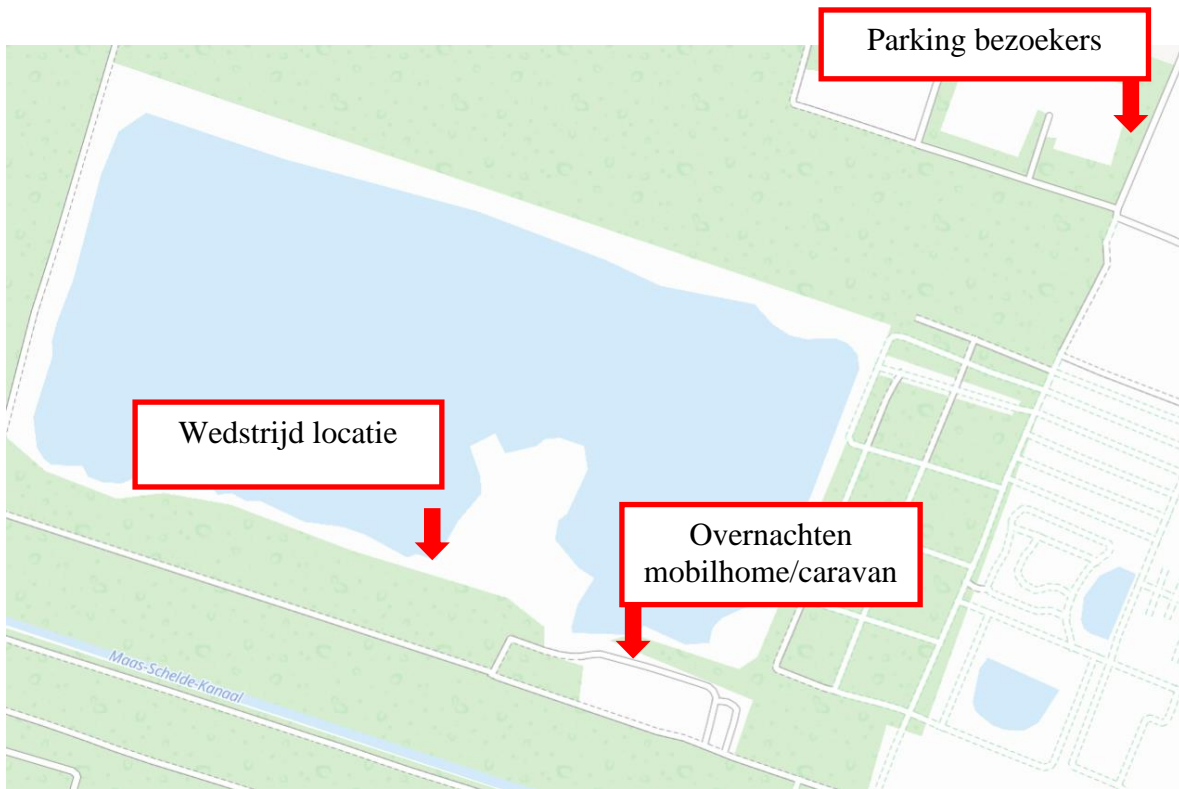 Parking bezoekers
Wedstrijd locatie
Overnachten
mobilhome/caravan
Maas-Schelde-Kanaal